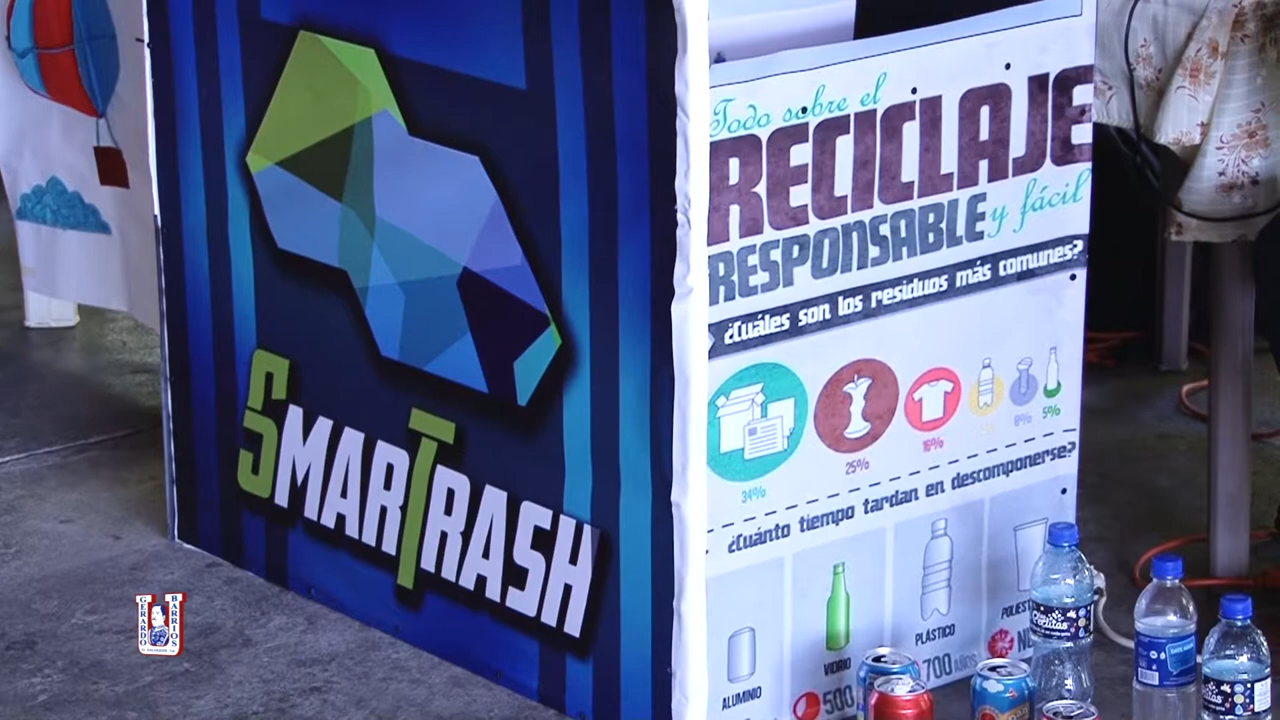 SMARTRASH
GERARDO
BARRIOS
Todo sobre el
RECICLAJE
RESPONSABLE y fácil
¿Cuáles son los residuos más comunes?
34%
25%
16%
8%
5%
¿Cuánto tiempo tardan en descomponerse?
ALUMINIO
VIDRIO
500
PLÁSTICO
700 AÑOS